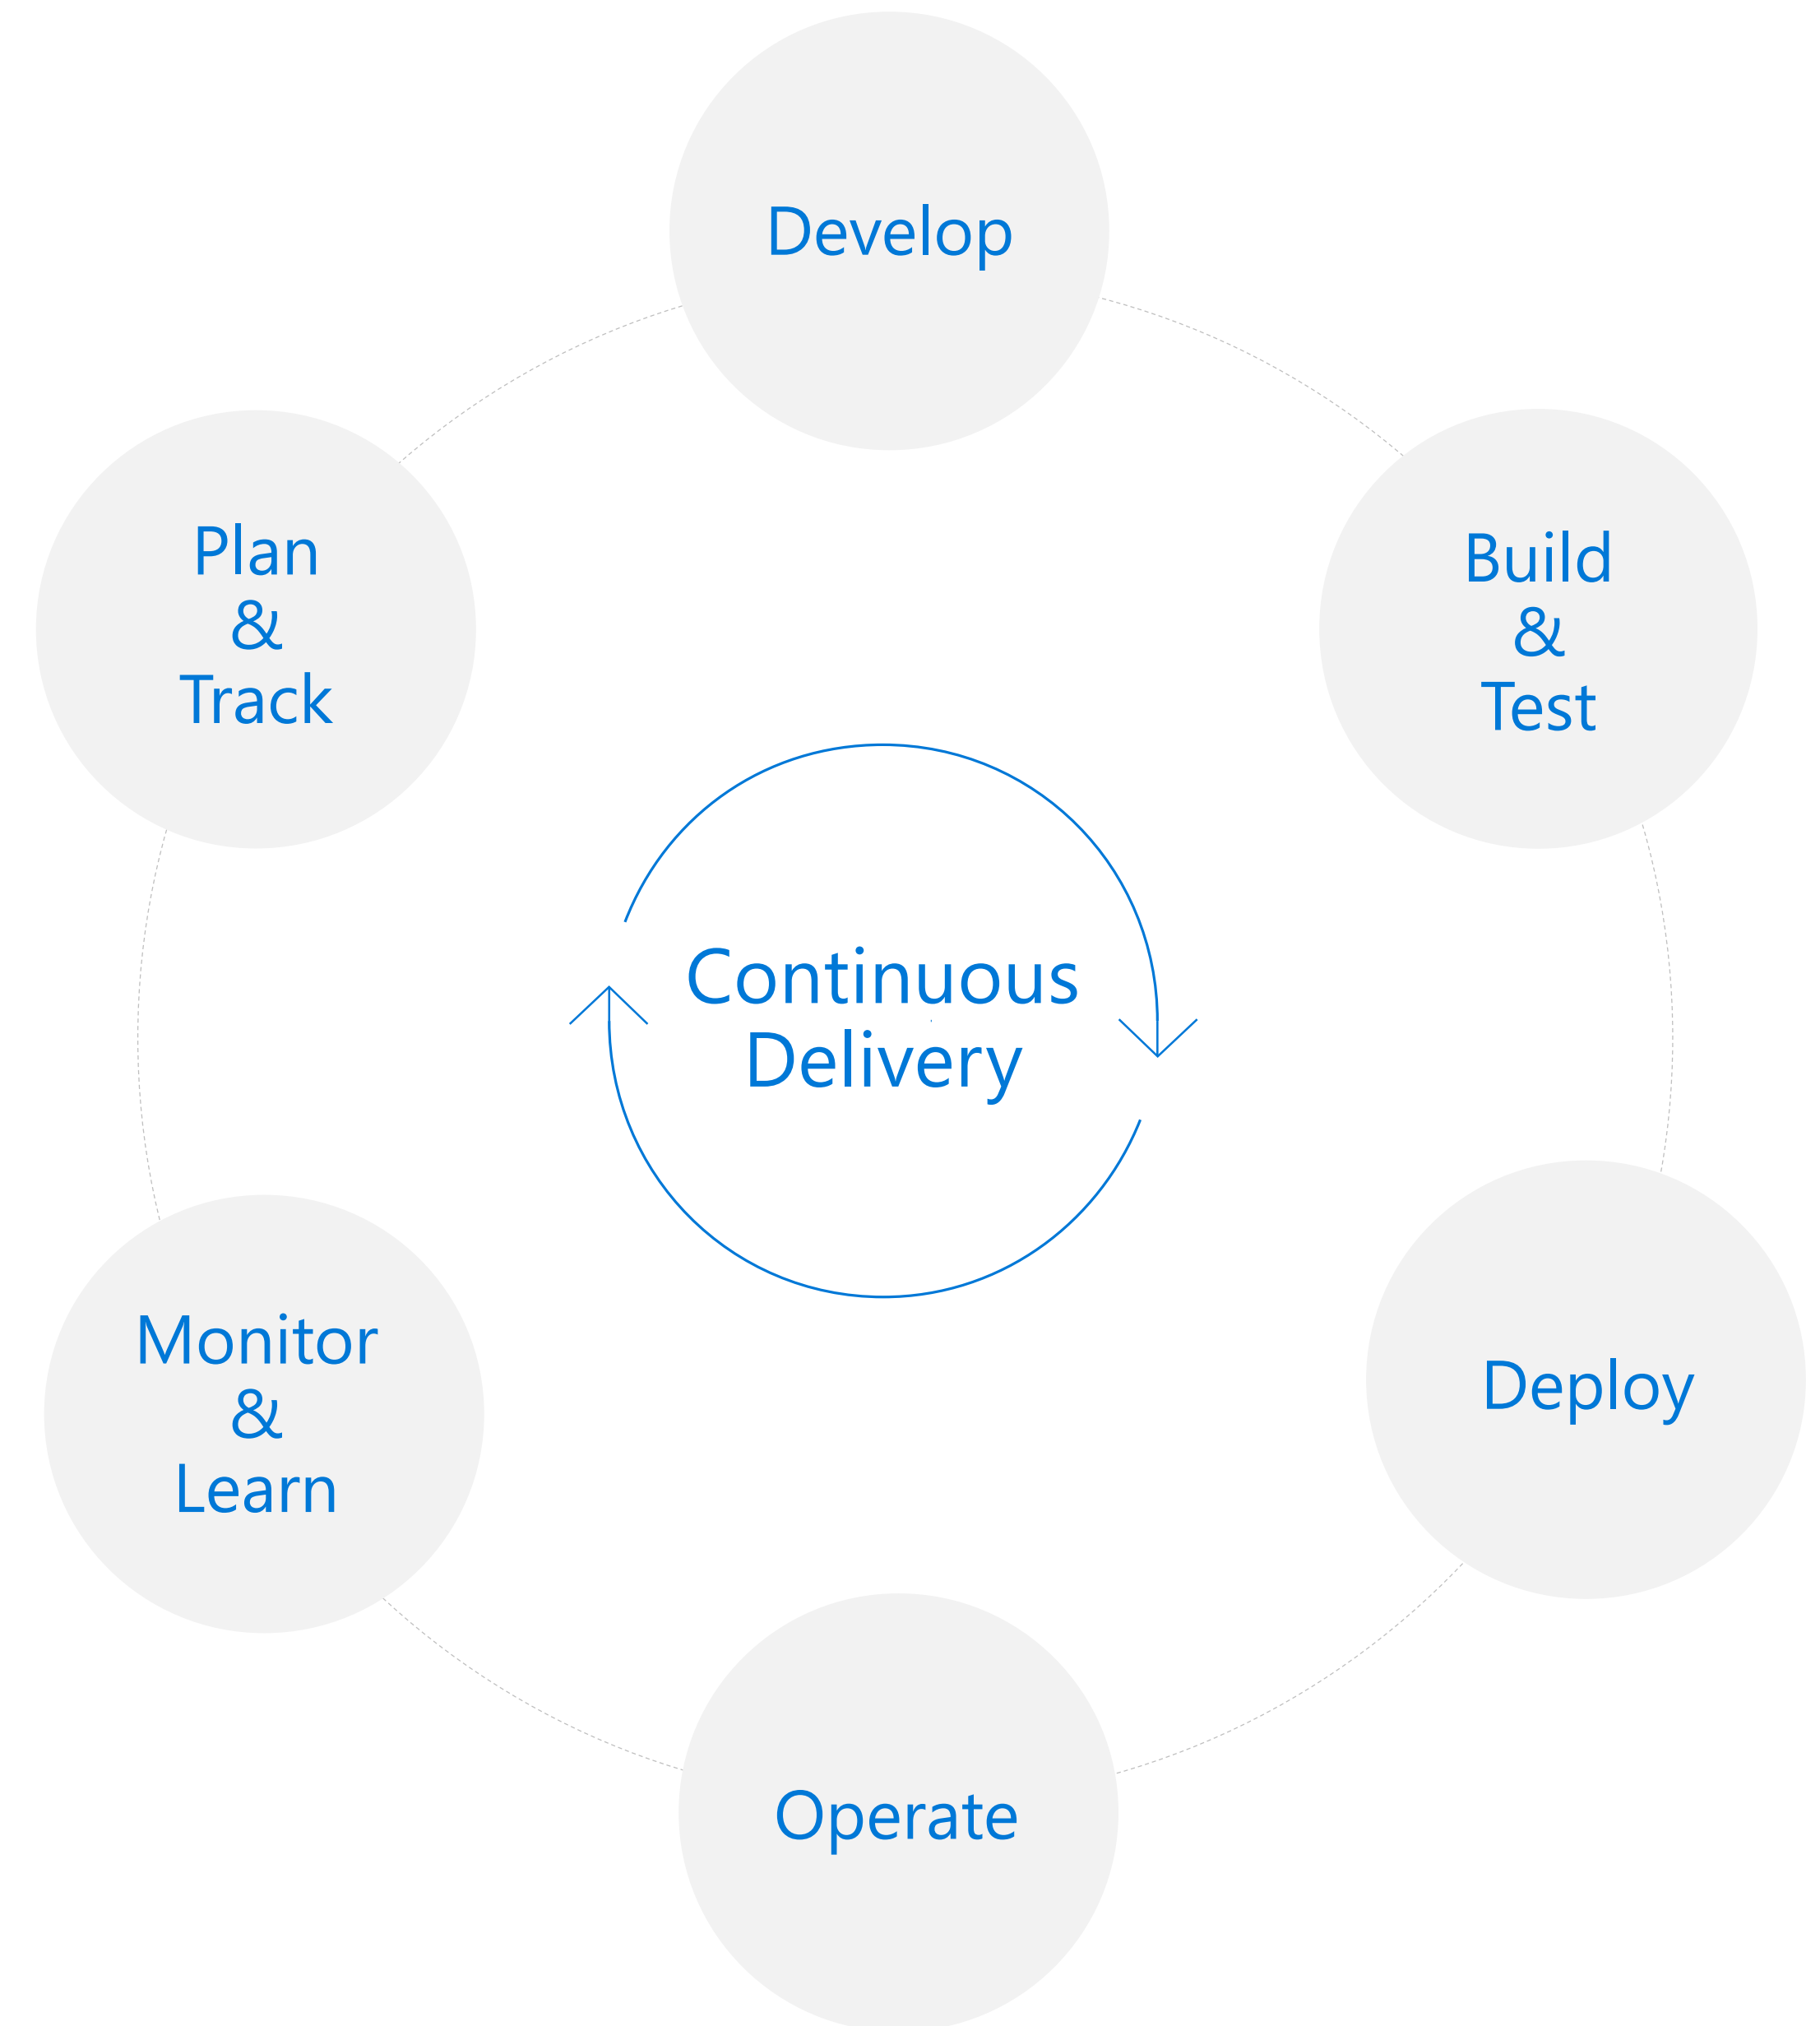 Develop
Plan
&
Track
Build
&
Test
Continuous
Delivery
Monitor
&
Learn
Deploy
Operate